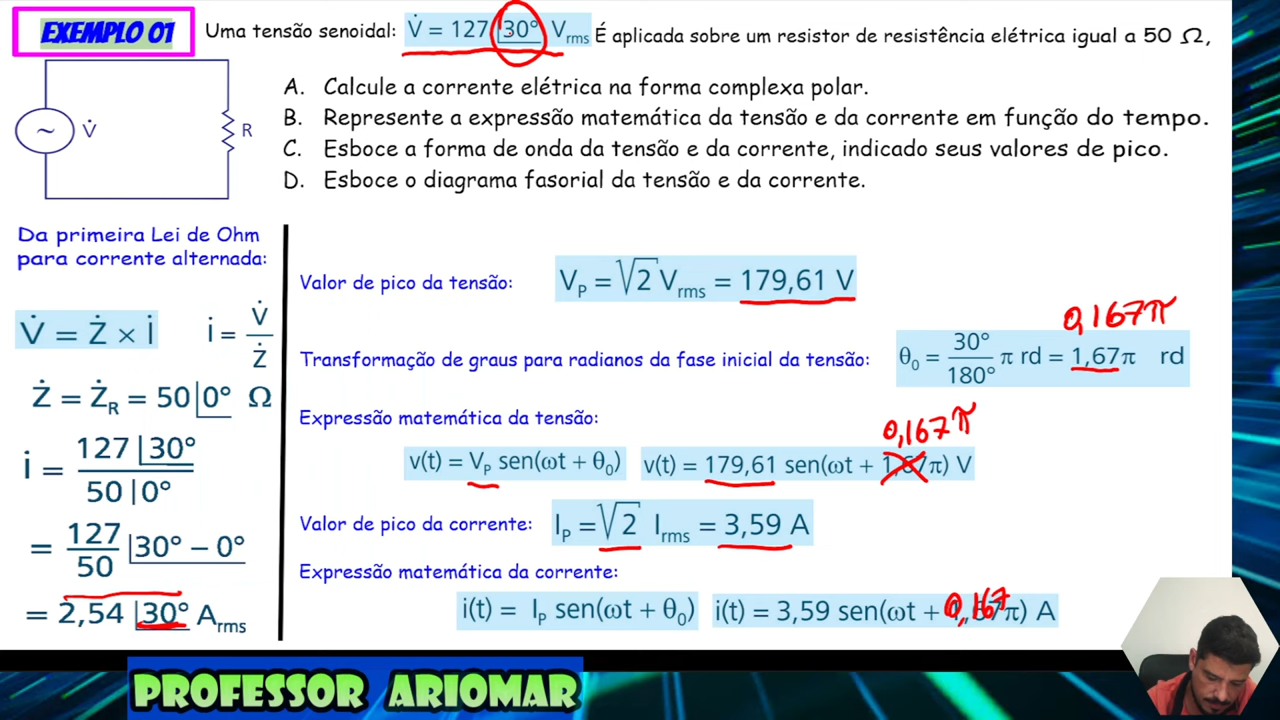 EXEMPLO 01
Uma tensão senoidal: V̇ = 127 |30° Vrms É aplicada sobre um resistor de resistência elétrica igual a 50 Ω,
A. Calcule a corrente elétrica na forma complexa polar.
B. Represente a expressão matemática da tensão e da corrente em função do tempo.
C. Esboce a forma de onda da tensão e da corrente, indicado seus valores de pico.
D. Esboce o diagrama fasorial da tensão e da corrente.
~ V̇ R
Da primeira Lei de Ohm
para corrente alternada:
V̇ = Ż × İ
İ = V̇ / Ż
Ż = ŻR = 50 |0° Ω
İ = 127 |30° / 50 |0°
= 127/50 |30° – 0°
= 2,54 |30° Arms
Valor de pico da tensão: VP = √2 Vrms = 179,61 V
0,167π
Transformação de graus para radianos da fase inicial da tensão: θ0 = 30°/180° π rd = 1,67π rd
Expressão matemática da tensão:
0,167π
v(t) = VP sen(ωt + θ0) v(t) = 179,61 sen(ωt + 1,67π) V
Valor de pico da corrente: IP = √2 Irms = 3,59 A
Expressão matemática da corrente:
i(t) = IP sen(ωt + θ0) i(t) = 3,59 sen(ωt + 0,167π) A
PROFESSOR ARIOMAR